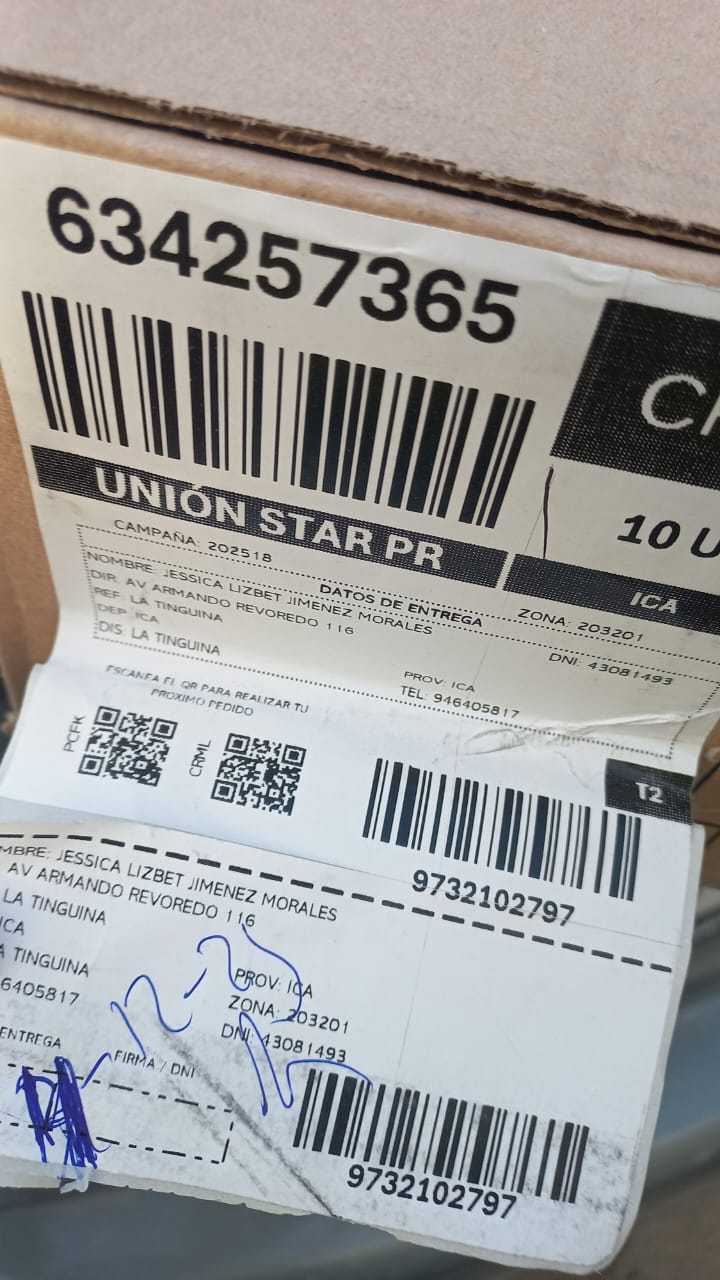 634257365
UNIÓN STAR PR
10 U
ICA
CAMPAÑA: 202518
DATOS DE ENTREGA
ZONA: 203201
NOMBRE: JESSICA LIZBET JIMENEZ MORALES
DNI: 43081493
DIR: AV ARMANDO REVOREDO 116
REF: LA TINGUINA
DEP: ICA
PROV: ICA
DIS: LA TINGUINA
TEL: 946405817
ESCANEA EL QR PARA REALIZAR TU
PROXIMO PEDIDO
PCFK
CRML
T2
9732102797
MBRE: JESSICA LIZBET JIMENEZ MORALES
AV ARMANDO REVOREDO 116
LA TINGUINA
ICA
PROV: ICA
A TINGUINA
ZONA: 203201
6405817
DNI: 43081493
ENTREGA
FIRMA / DNI
9732102797